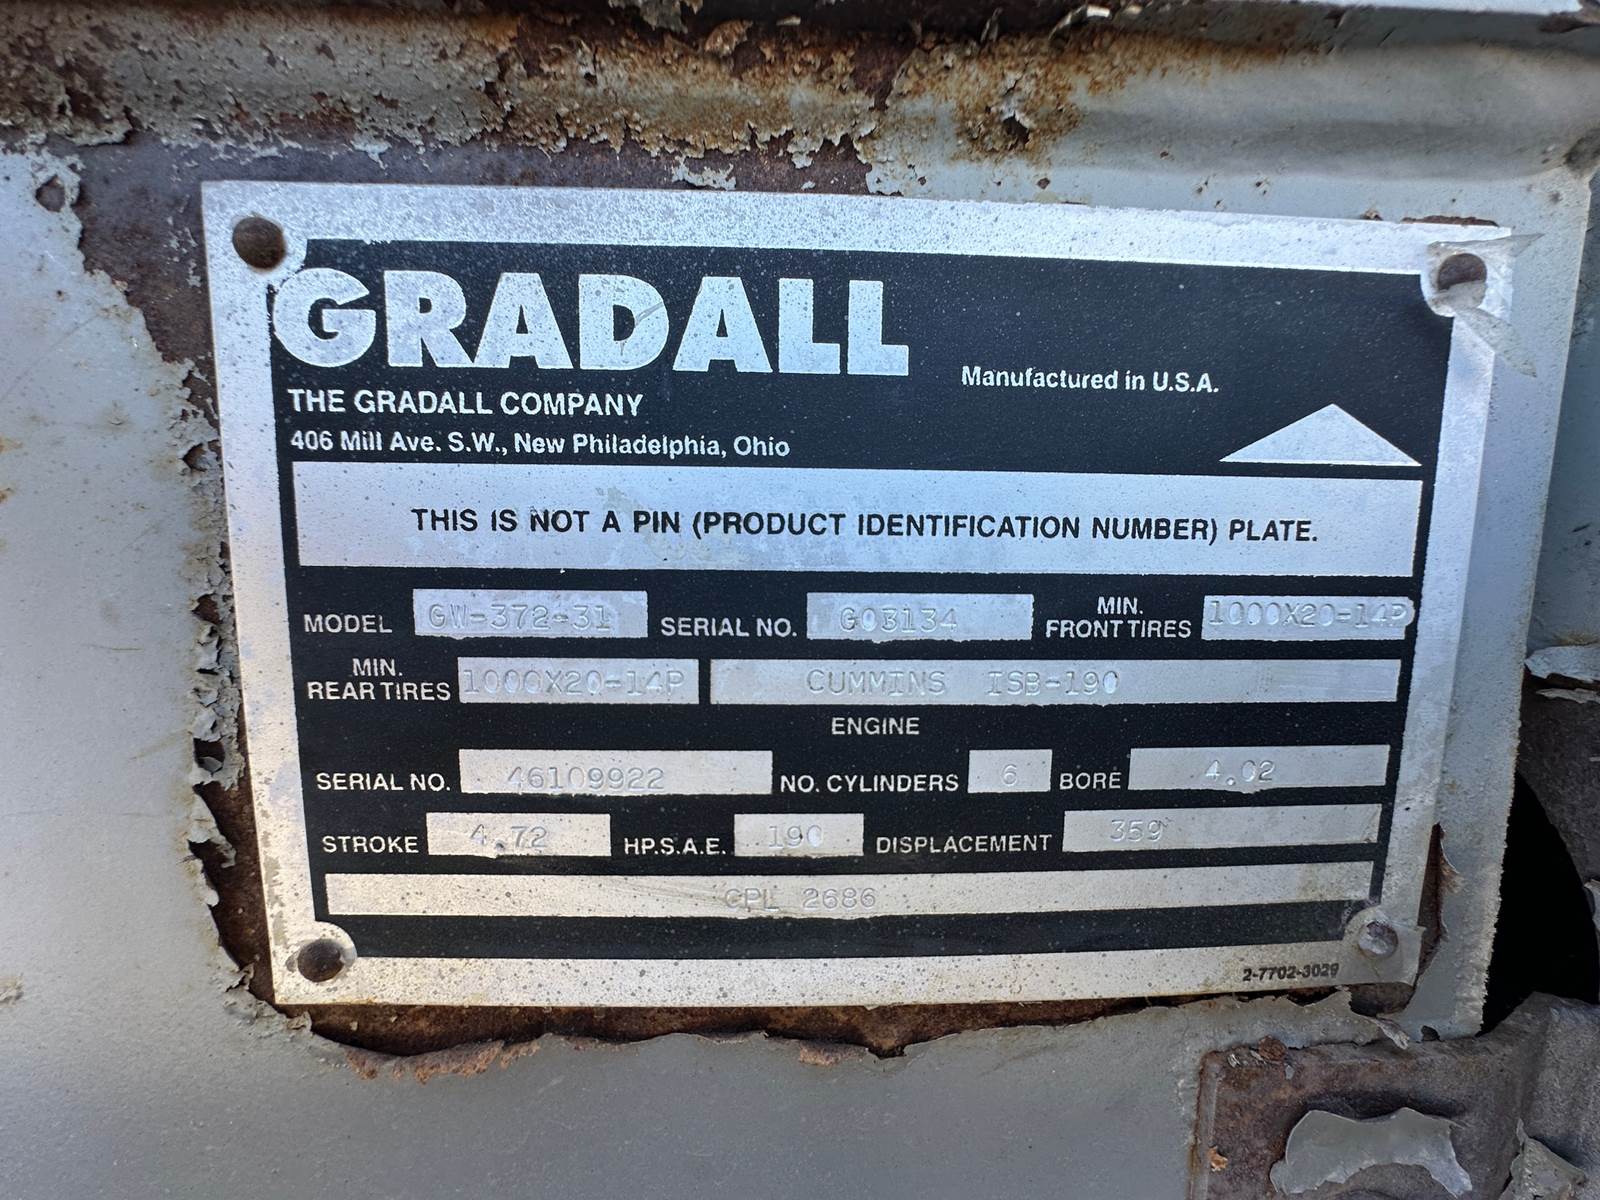 GRADALL
Manufactured in U.S.A.
THE GRADALL COMPANY
406 Mill Ave. S.W., New Philadelphia, Ohio
THIS IS NOT A PIN (PRODUCT IDENTIFICATION NUMBER) PLATE.
MODEL GW-372-31 SERIAL NO. G03134 MIN. FRONT TIRES 1000X20-14P
MIN. REAR TIRES 1000X20-14P CUMMINS ISB-190
ENGINE
SERIAL NO. 46109922 NO. CYLINDERS 6 BORE 4.02
STROKE 4.72 HP.S.A.E. 190 DISPLACEMENT 359
CPL 2686
2-7702-3029